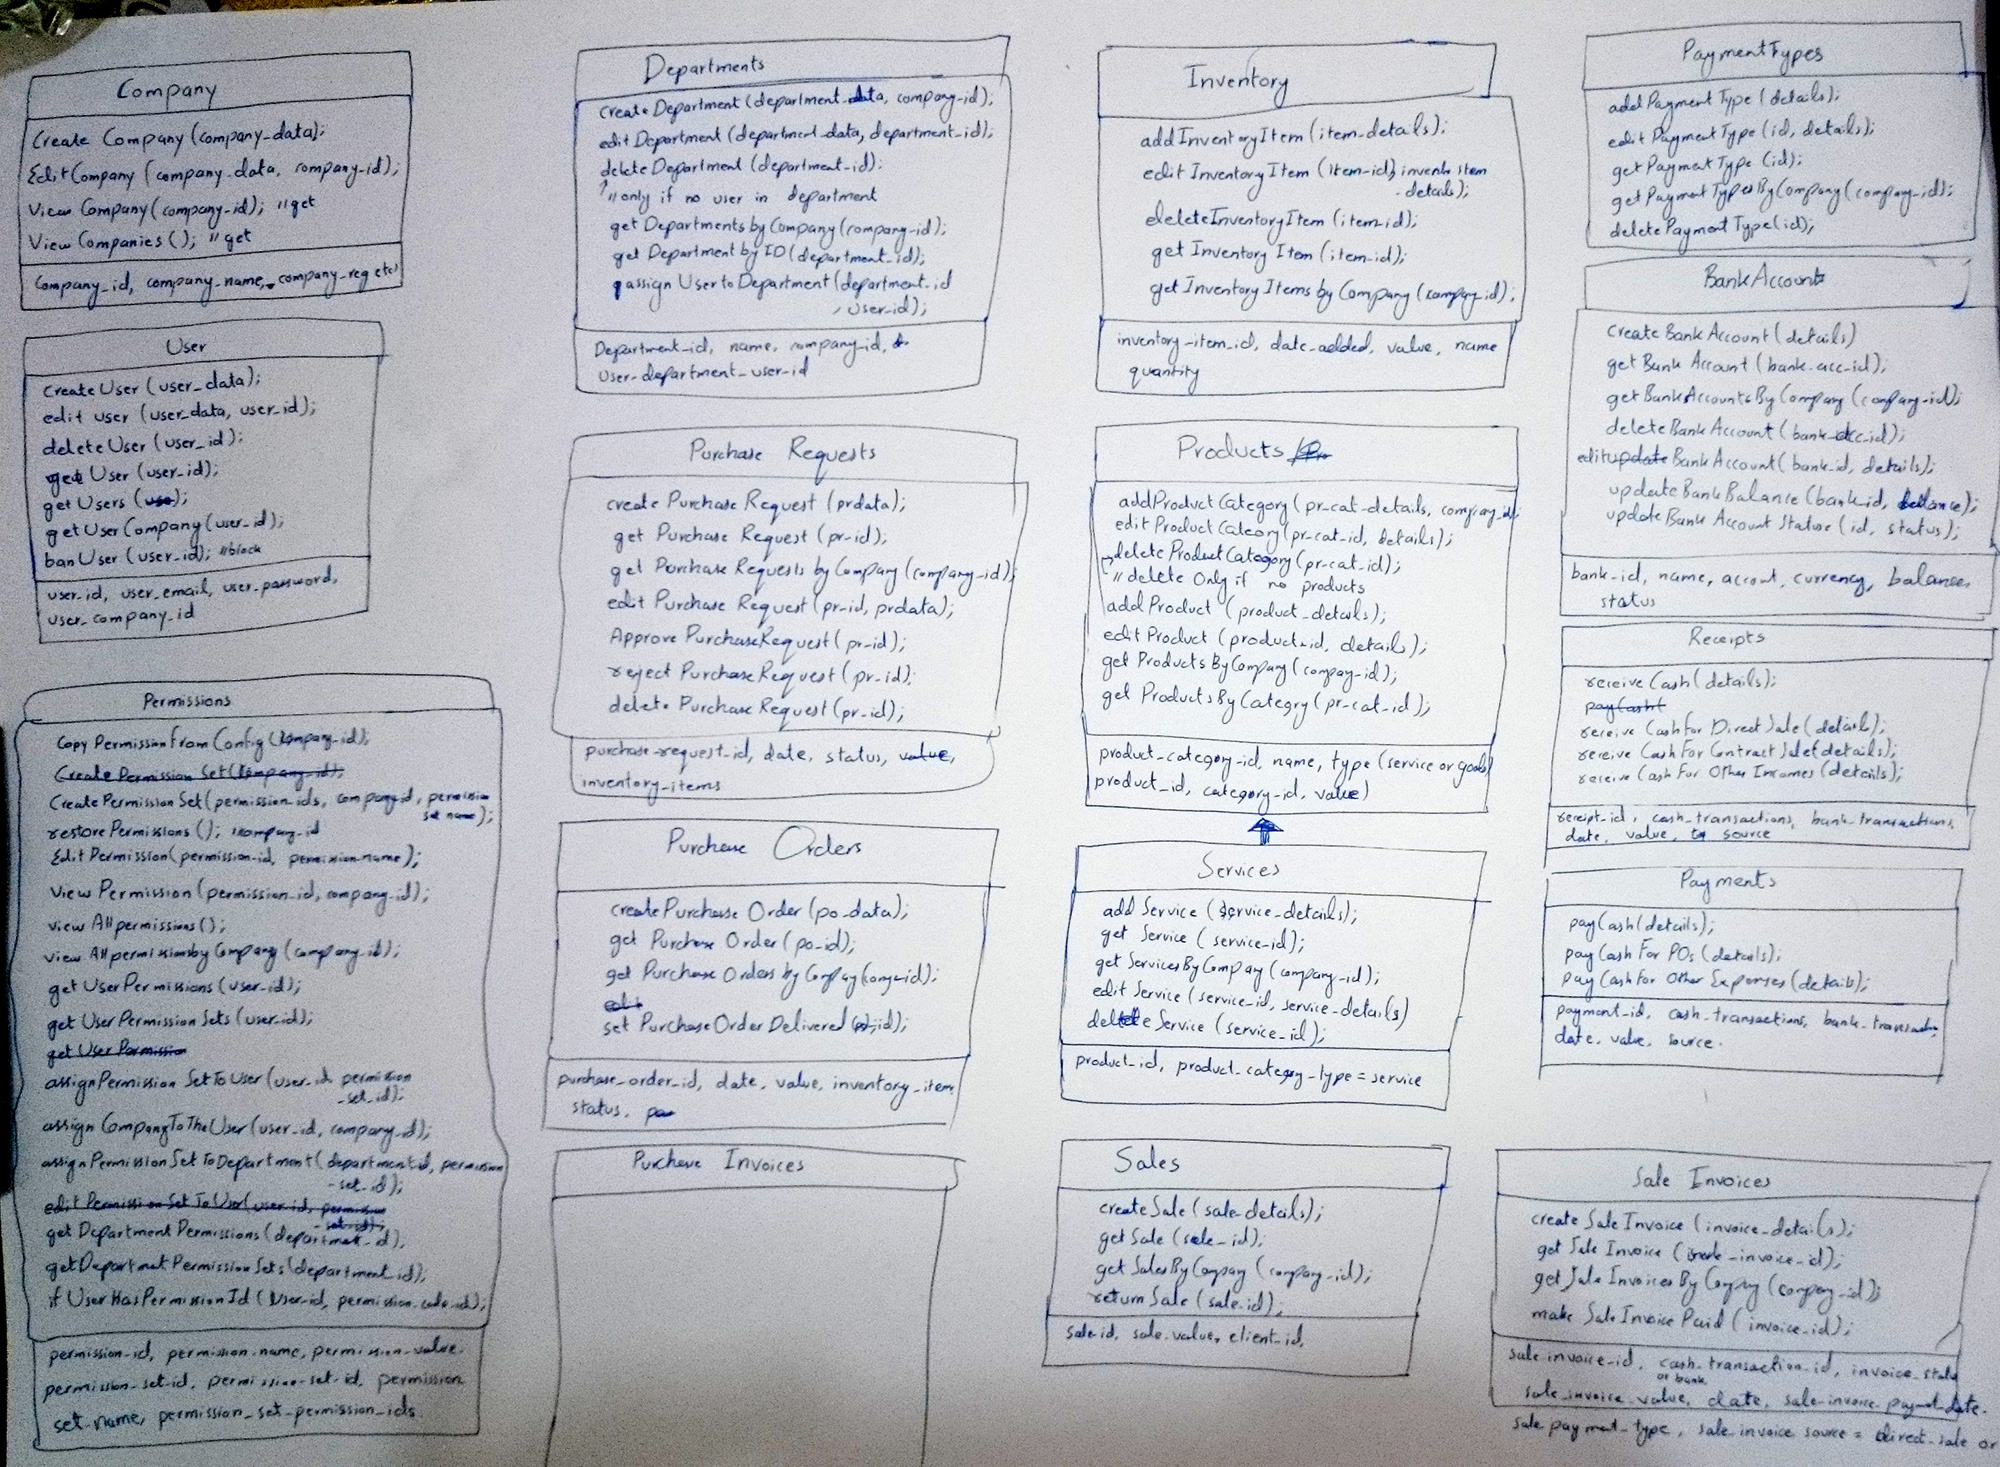 Company
Create Company (company_data);
Edit Company (company_data, company_id);
View Company (company_id); //get
View Companies (); //get
Company_id, company_name, company_reg etc)
User
Create User (user_data);
edit user (user_data, user_id);
delete User (user_id);
get User (user_id);
get Users ();
get User Company (user_id);
ban User (user_id); //block
user_id, user_email, user_password,
user_company_id
Permissions
Copy Permission From Config (company_id);
Create Permission Set (company_id);
Create Permission Set (permission_ids, company_id, permission
set name);
restore Permissions (); //company_id
Edit Permission (permission_id, permission_name);
view Permission (permission_id, company_id);
view All permissions ();
view All permissions by Company (company_id);
get User Permissions (user_id);
get User Permission Sets (user_id);
get User Permission
assign Permission Set To User (user_id, permission
_set_id);
assign Company To The User (user_id, company_id);
assign Permission Set To Department (department_id, permission
_set_id);
edit Permission Set To User (user_id, permission
_set_id);
get Department Permissions (department_id);
get Departmet Permission Sets (department_id);
if User Has Permission Id (user_id, permission_code_id);
permission_id, permission_name, permission_value.
permission_set_id, permission_set_id, permission
set_name, permission_set_permission_ids
Departments
create Department (department_data, company_id);
edit Department (department_data, department_id);
delete Department (department_id);
// only if no user in department
get Departments by Company (company_id);
get Department by ID (department_id);
assign User to Department (department_id
, user_id);
Department_id, name, company_id,
User_department_user_id
Purchase Requests
create Purchase Request (prdata);
get Purchase Request (pr_id);
get Purchase Requests by Company (company_id);
edit Purchase Request (pr_id, prdata);
Approve Purchase Request (pr_id);
reject Purchase Request (pr_id);
delete Purchase Request (pr_id);
purchase_request_id, date, status, value,
inventory_items
Purchase Orders
create Purchase Order (po_data);
get Purchase Order (po_id);
get Purchase Orders by Compay (cmy_id);
edit
set Purchase Order Delivered (id);
purchase_order_id, date, value, inventory_item
status,
Purchase Invoices
Inventory
add Inventory Item (item_details);
edit Inventory Item (item_id, item
_details);
delete Inventory Item (item_id);
get Inventory Item (item_id);
get Inventory Items by Company (company_id);
inventory_item_id, date_added, value, name
quantity
Products
add Product Category (pr_cat_details, company_id)
edit Product Category (pr_cat_id, details);
delete Product Category (pr_cat_id);
// delete Only if no products
add Product (product_details);
edit Product (product_id, details);
get Products By Company (company_id);
get Products By Category (pr_cat_id);
product_category_id, name, type (service or goods)
product_id, category_id, value)
Services
add Service (service_details);
get Service (service_id);
get Services By Company (company_id);
edit Service (service_id, service_details)
delete Service (service_id);
product_id, product_category_type = service
Sales
create Sale (sale_details);
get Sale (sale_id);
get Sales By Compay (company_id);
return Sale (sale_id);
sale_id, sale_value, client_id,
Payment Types
add Payment Type (details);
edit Payment Type (id, details);
get Payment Type (id);
get Payment Types By Company (company_id);
delete Payment Type (id);
Bank Accounts
create Bank Account (details)
get Bank Account (bank_acc_id);
get Bank Accounts By Company (company_id);
delete Bank Account (bank_acc_id);
edit update Bank Account (bank_id, details);
update Bank Balance (bank_id, balance);
update Bank Account Status (id, status);
bank_id, name, account, currency, balance,
status
Receipts
receive Cash (details);
pay Cash (
receive Cash For Direct Sale (details);
receive Cash For Contract Sale (details);
receive Cash For Other Incomes (details);
receipt_id, cash_transactions, bank_transactions,
date, value, source
Payments
pay Cash (details);
pay Cash For POs (details);
pay Cash For Other Expenses (details);
payment_id, cash_transactions, bank_transactions,
date, value, source.
Sale Invoices
create Sale Invoice (invoice_details);
get Sale Invoice (_invoice_id);
get Sale Invoices By Compay (company_id);
make Sale Invoice Paid (invoice_id);
sale_invoice_id, cash_transaction_id, invoice_status
or bank
sale_invoice_value, date, sale_invoice_paymet_date.
sale paymet_type, sale_invoice source = direct_sale or